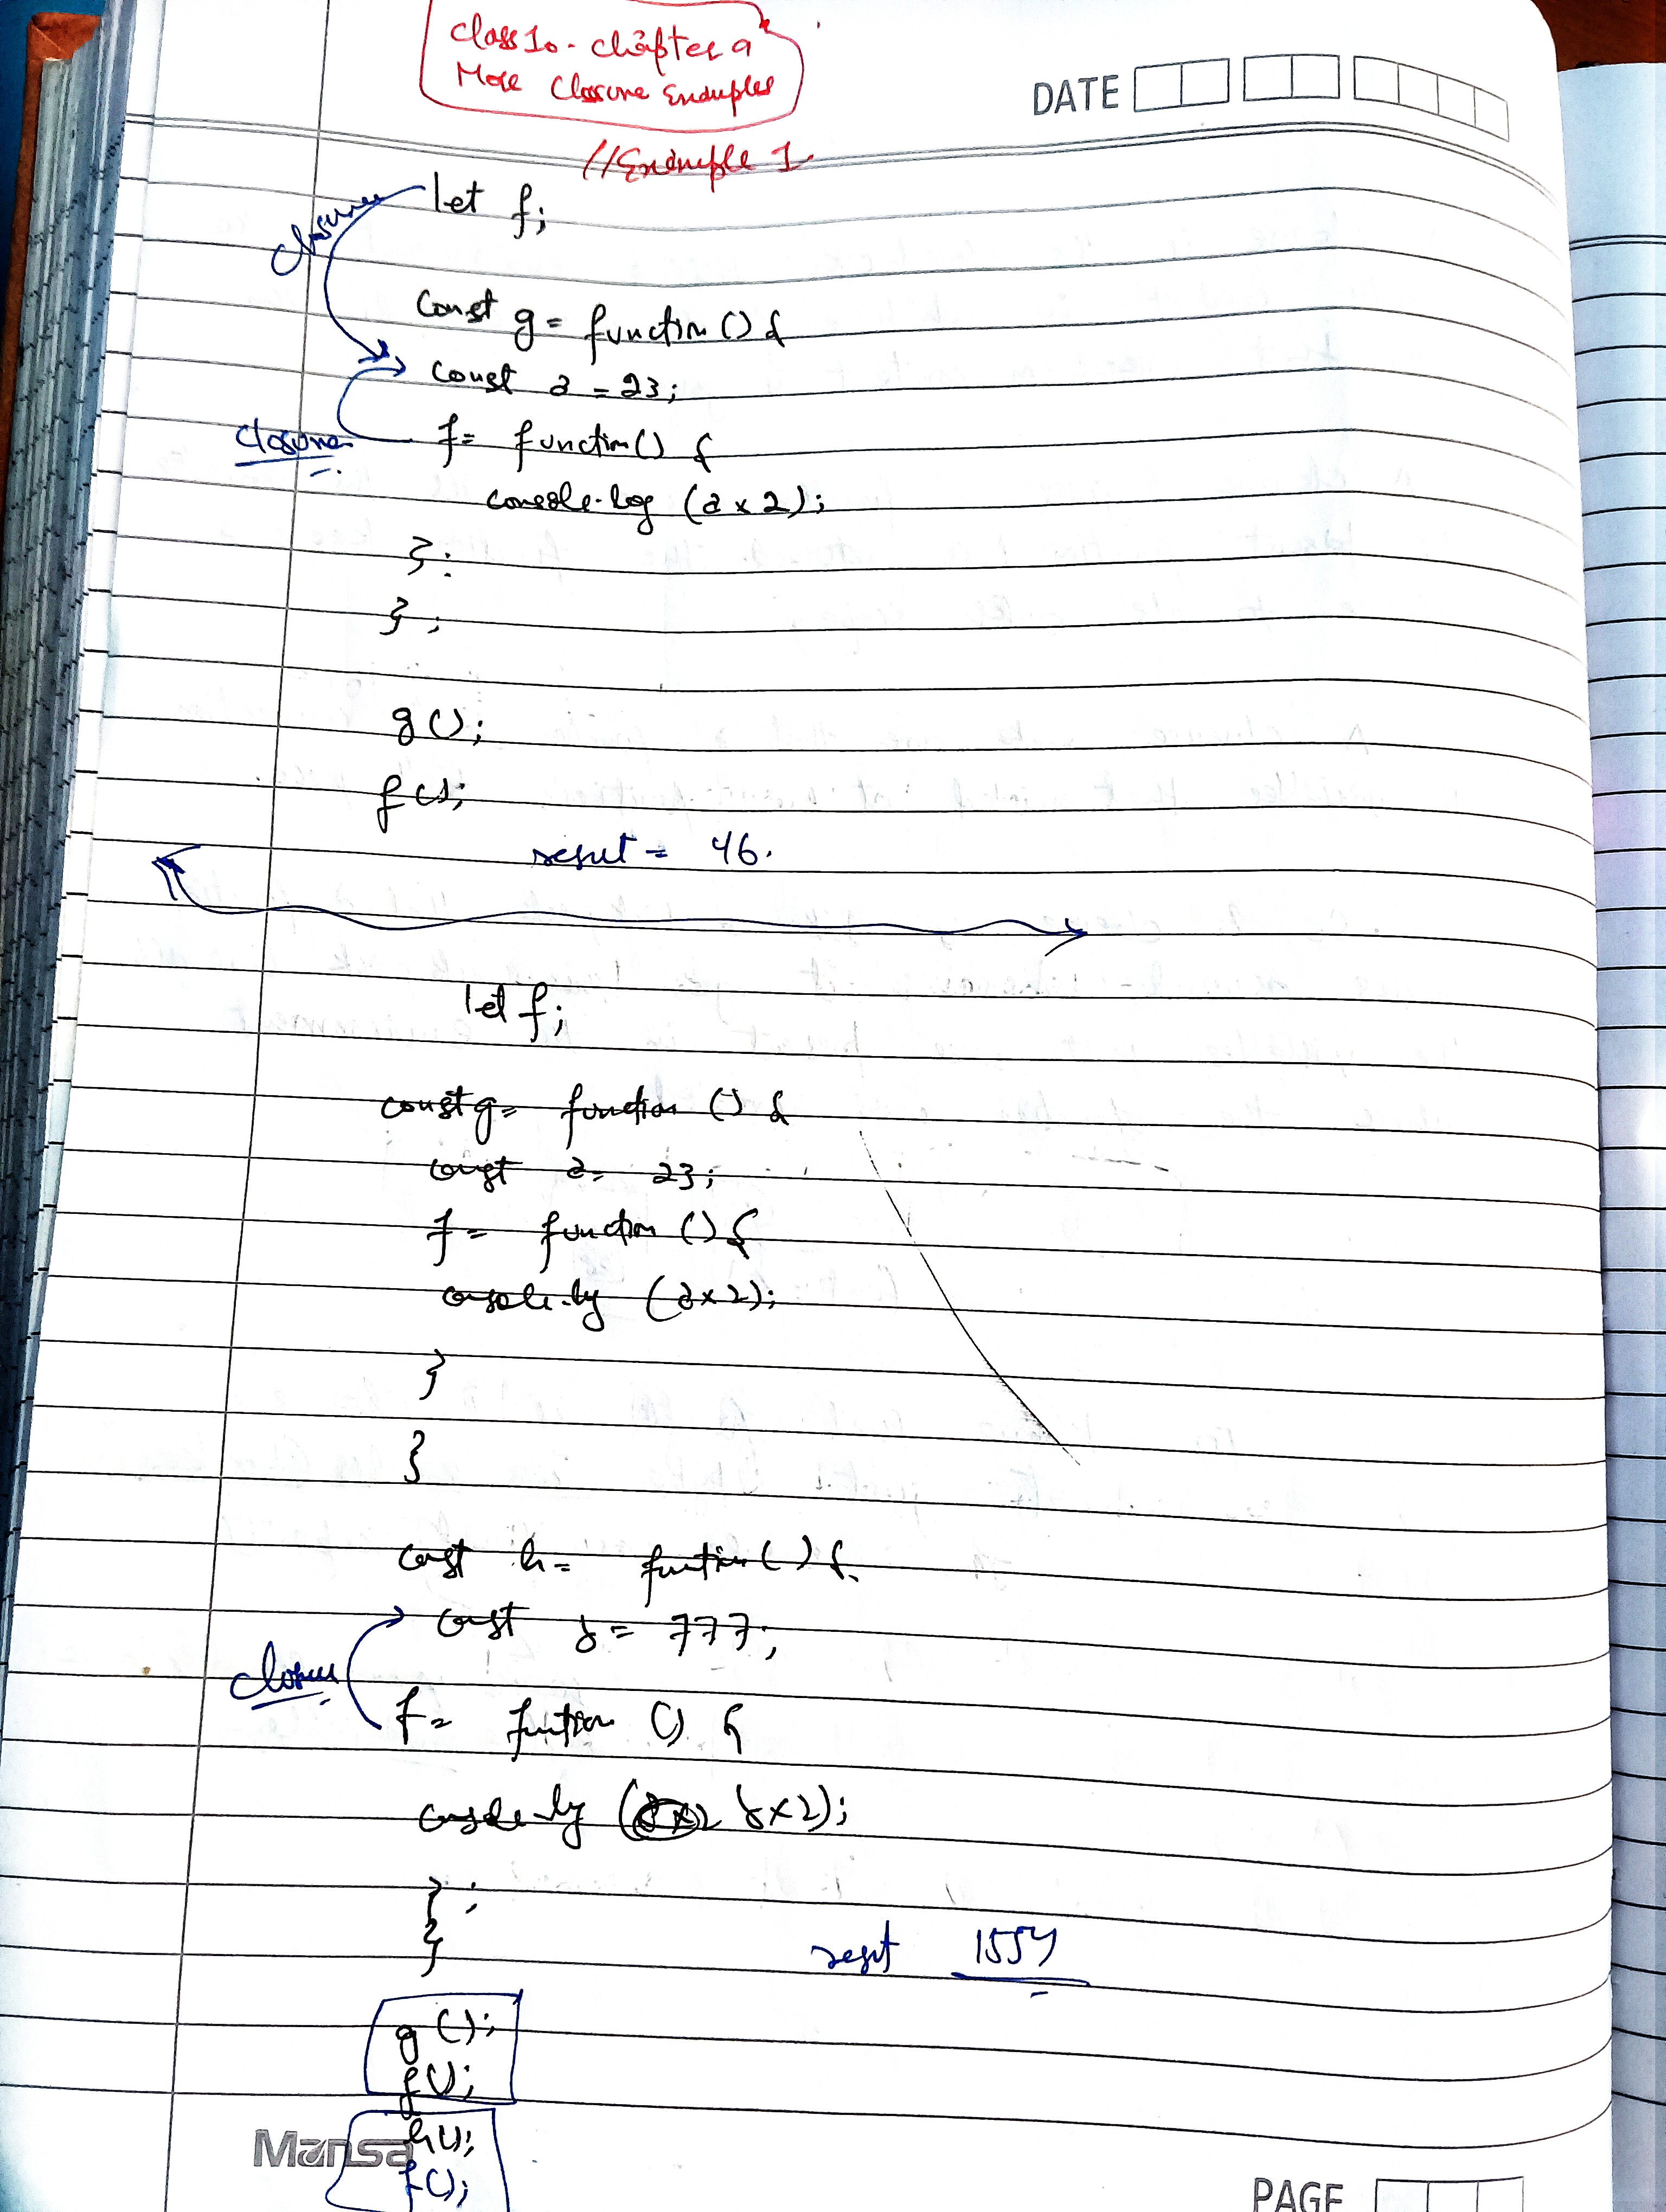 Class 10 - Chapter 9
More Closure Examples
DATE
// Example 1
let f;
closure
const g = function () {
const a = 23;
closure
f = function () {
console.log (a x 2);
};
};
g();
f();
result = 46.
let f;
const g = function () {
const a = 23;
f = function () {
console.log (a x 2);
}
}
const h = function () {
const b = 777;
closure
f = function () {
console.log (b x 2);
};
}
result 1554
g();
f();
h();
Mansa
f();
PAGE